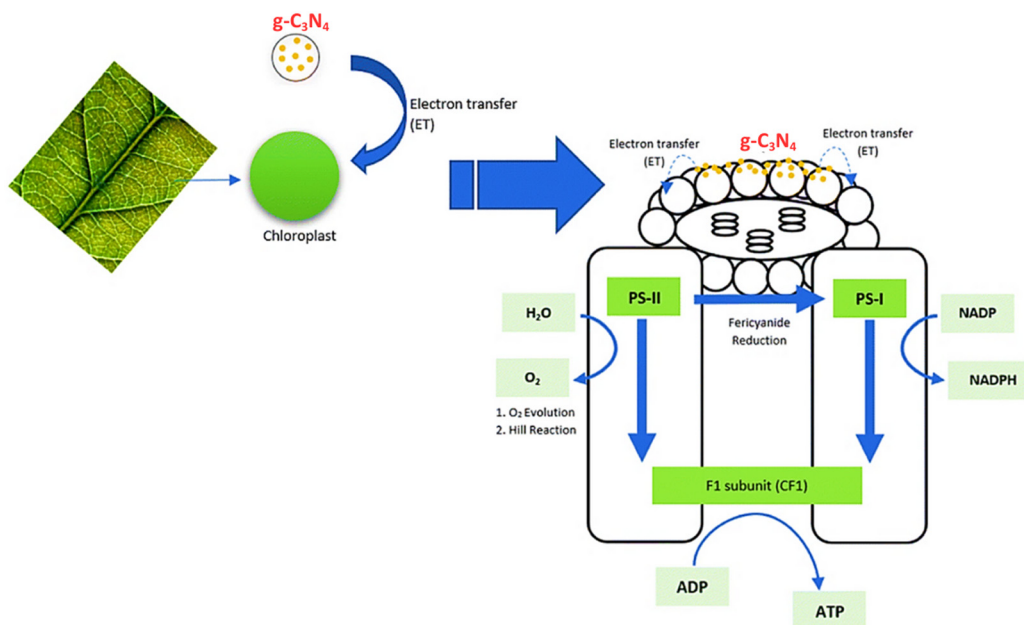 g-C₃N₄
Electron transfer
(ET)
Chloroplast
Electron transfer
(ET)
g-C₃N₄
Electron transfer
(ET)
PS-II
PS-I
H₂O
Fericyanide
Reduction
NADP
O₂
NADPH
1. O₂ Evolution
2. Hill Reaction
F1 subunit (CF1)
ADP
ATP